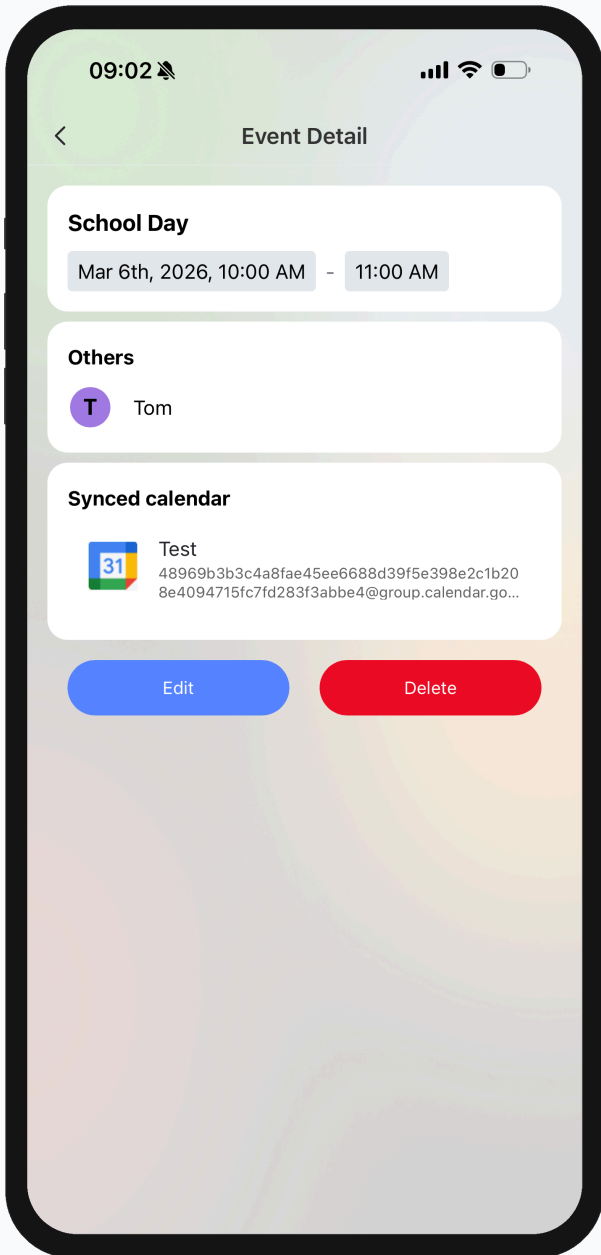 09:02
Event Detail
School Day
Mar 6th, 2026, 10:00 AM - 11:00 AM
Others
T Tom
Synced calendar
31
Test
48969b3b3c4a8fae45ee6688d39f5e398e2c1b20
8e4094715fc7fd283f3abbe4@group.calendar.go...
Edit Delete